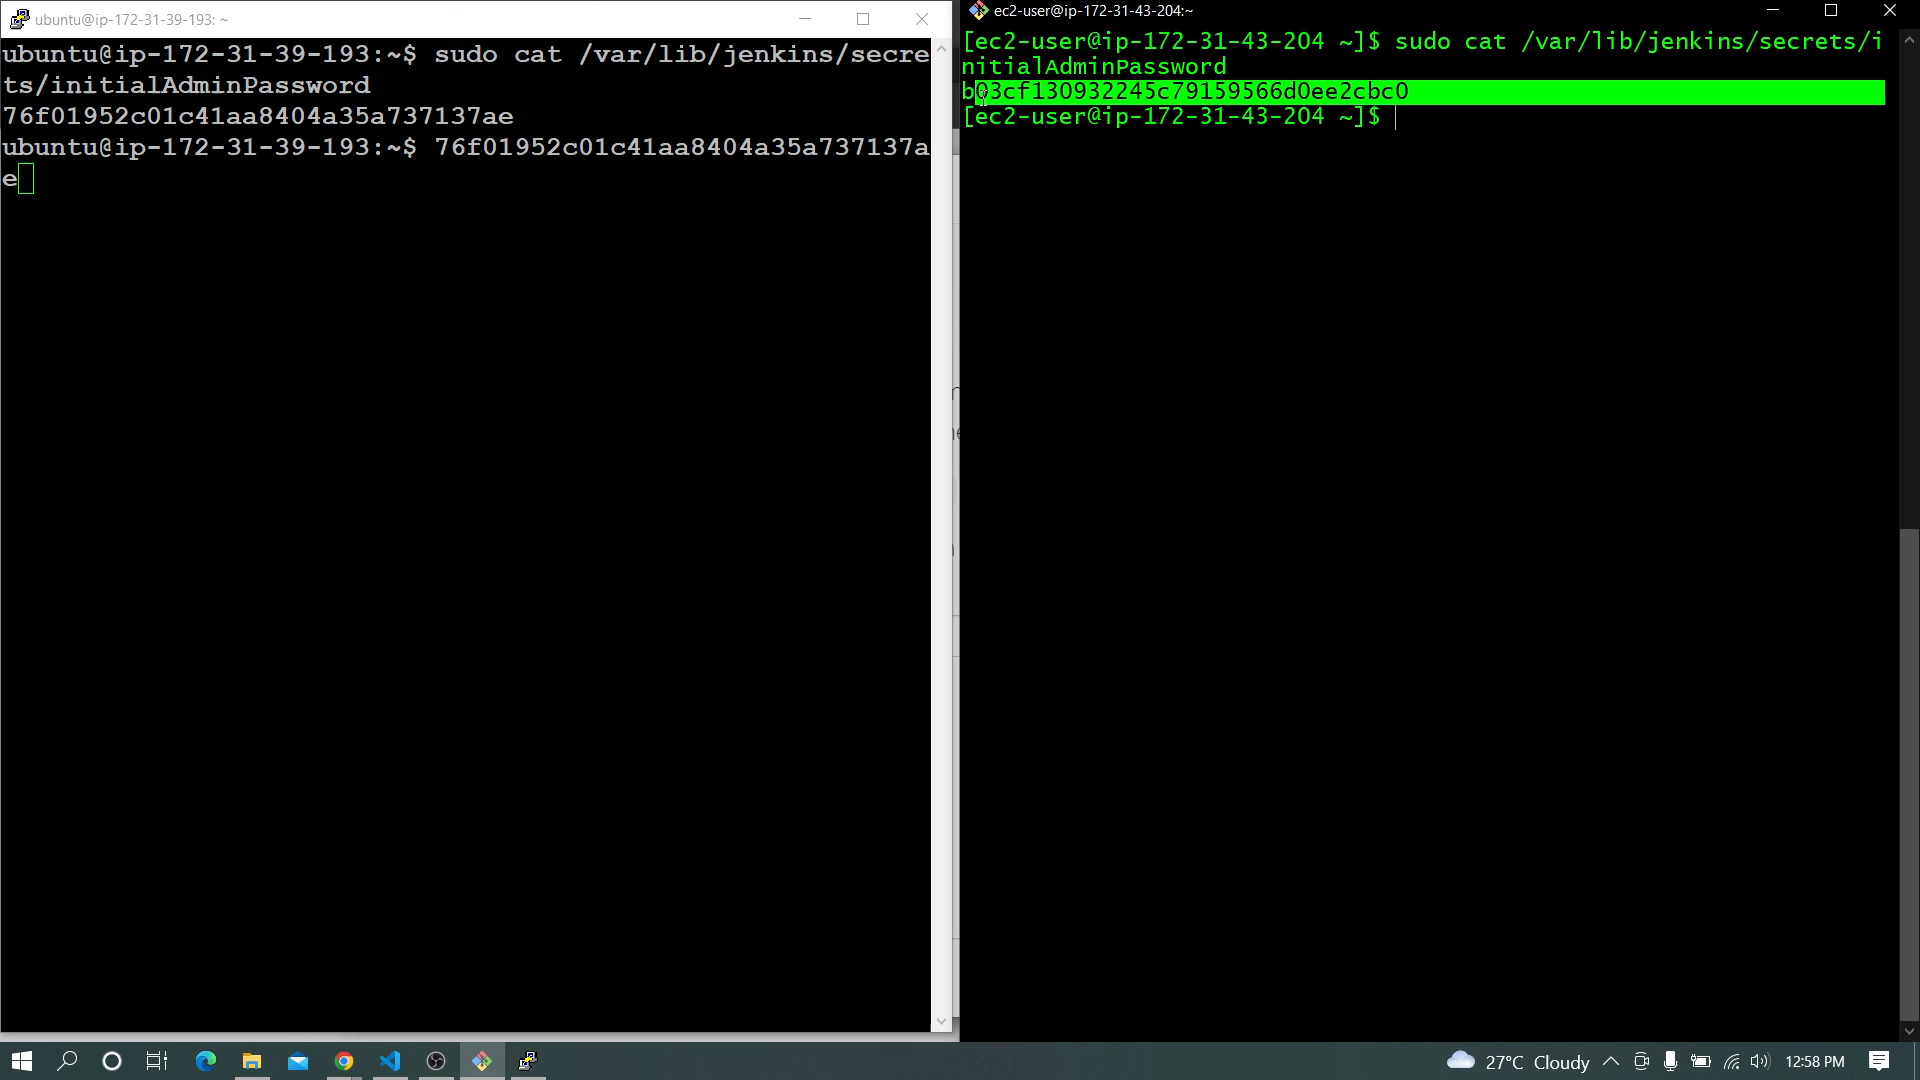 ubuntu@ip-172-31-39-193: ~
ubuntu@ip-172-31-39-193:~$ sudo cat /var/lib/jenkins/secre
ts/initialAdminPassword
76f01952c01c41aa8404a35a737137ae
ubuntu@ip-172-31-39-193:~$ 76f01952c01c41aa8404a35a737137a
e
ec2-user@ip-172-31-43-204:~
[ec2-user@ip-172-31-43-204 ~]$ sudo cat /var/lib/jenkins/secrets/i
nitialAdminPassword
b03cf130932245c79159566d0ee2cbc0
[ec2-user@ip-172-31-43-204 ~]$
27°C Cloudy
12:58 PM